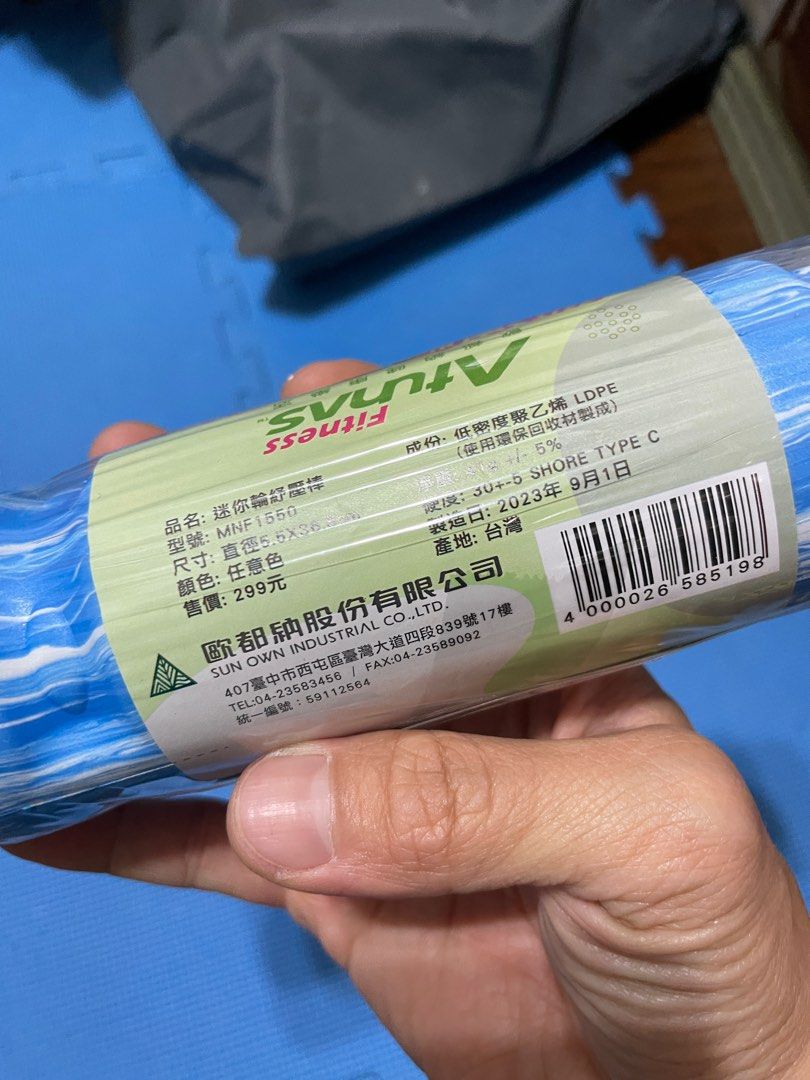 AtunAS™
Fitness
品名: 迷你輪紓壓棒
型號: MNF1550
尺寸: 直徑5.5X36.
顏色: 任意色
售價: 299元
成份: 低密度聚乙烯 LDPE
(使用環保回收材製成)
+/- 5%
硬度: 30+-5 SHORE TYPE C
製造日: 2023年 9月1日
產地: 台灣
4 000026 585198
歐都納股份有限公司
SUN OWN INDUSTRIAL CO.,LTD.
407臺中市西屯區臺灣大道四段839號17樓
TEL:04-23583456 / FAX:04-23589092
統一編號：59112564